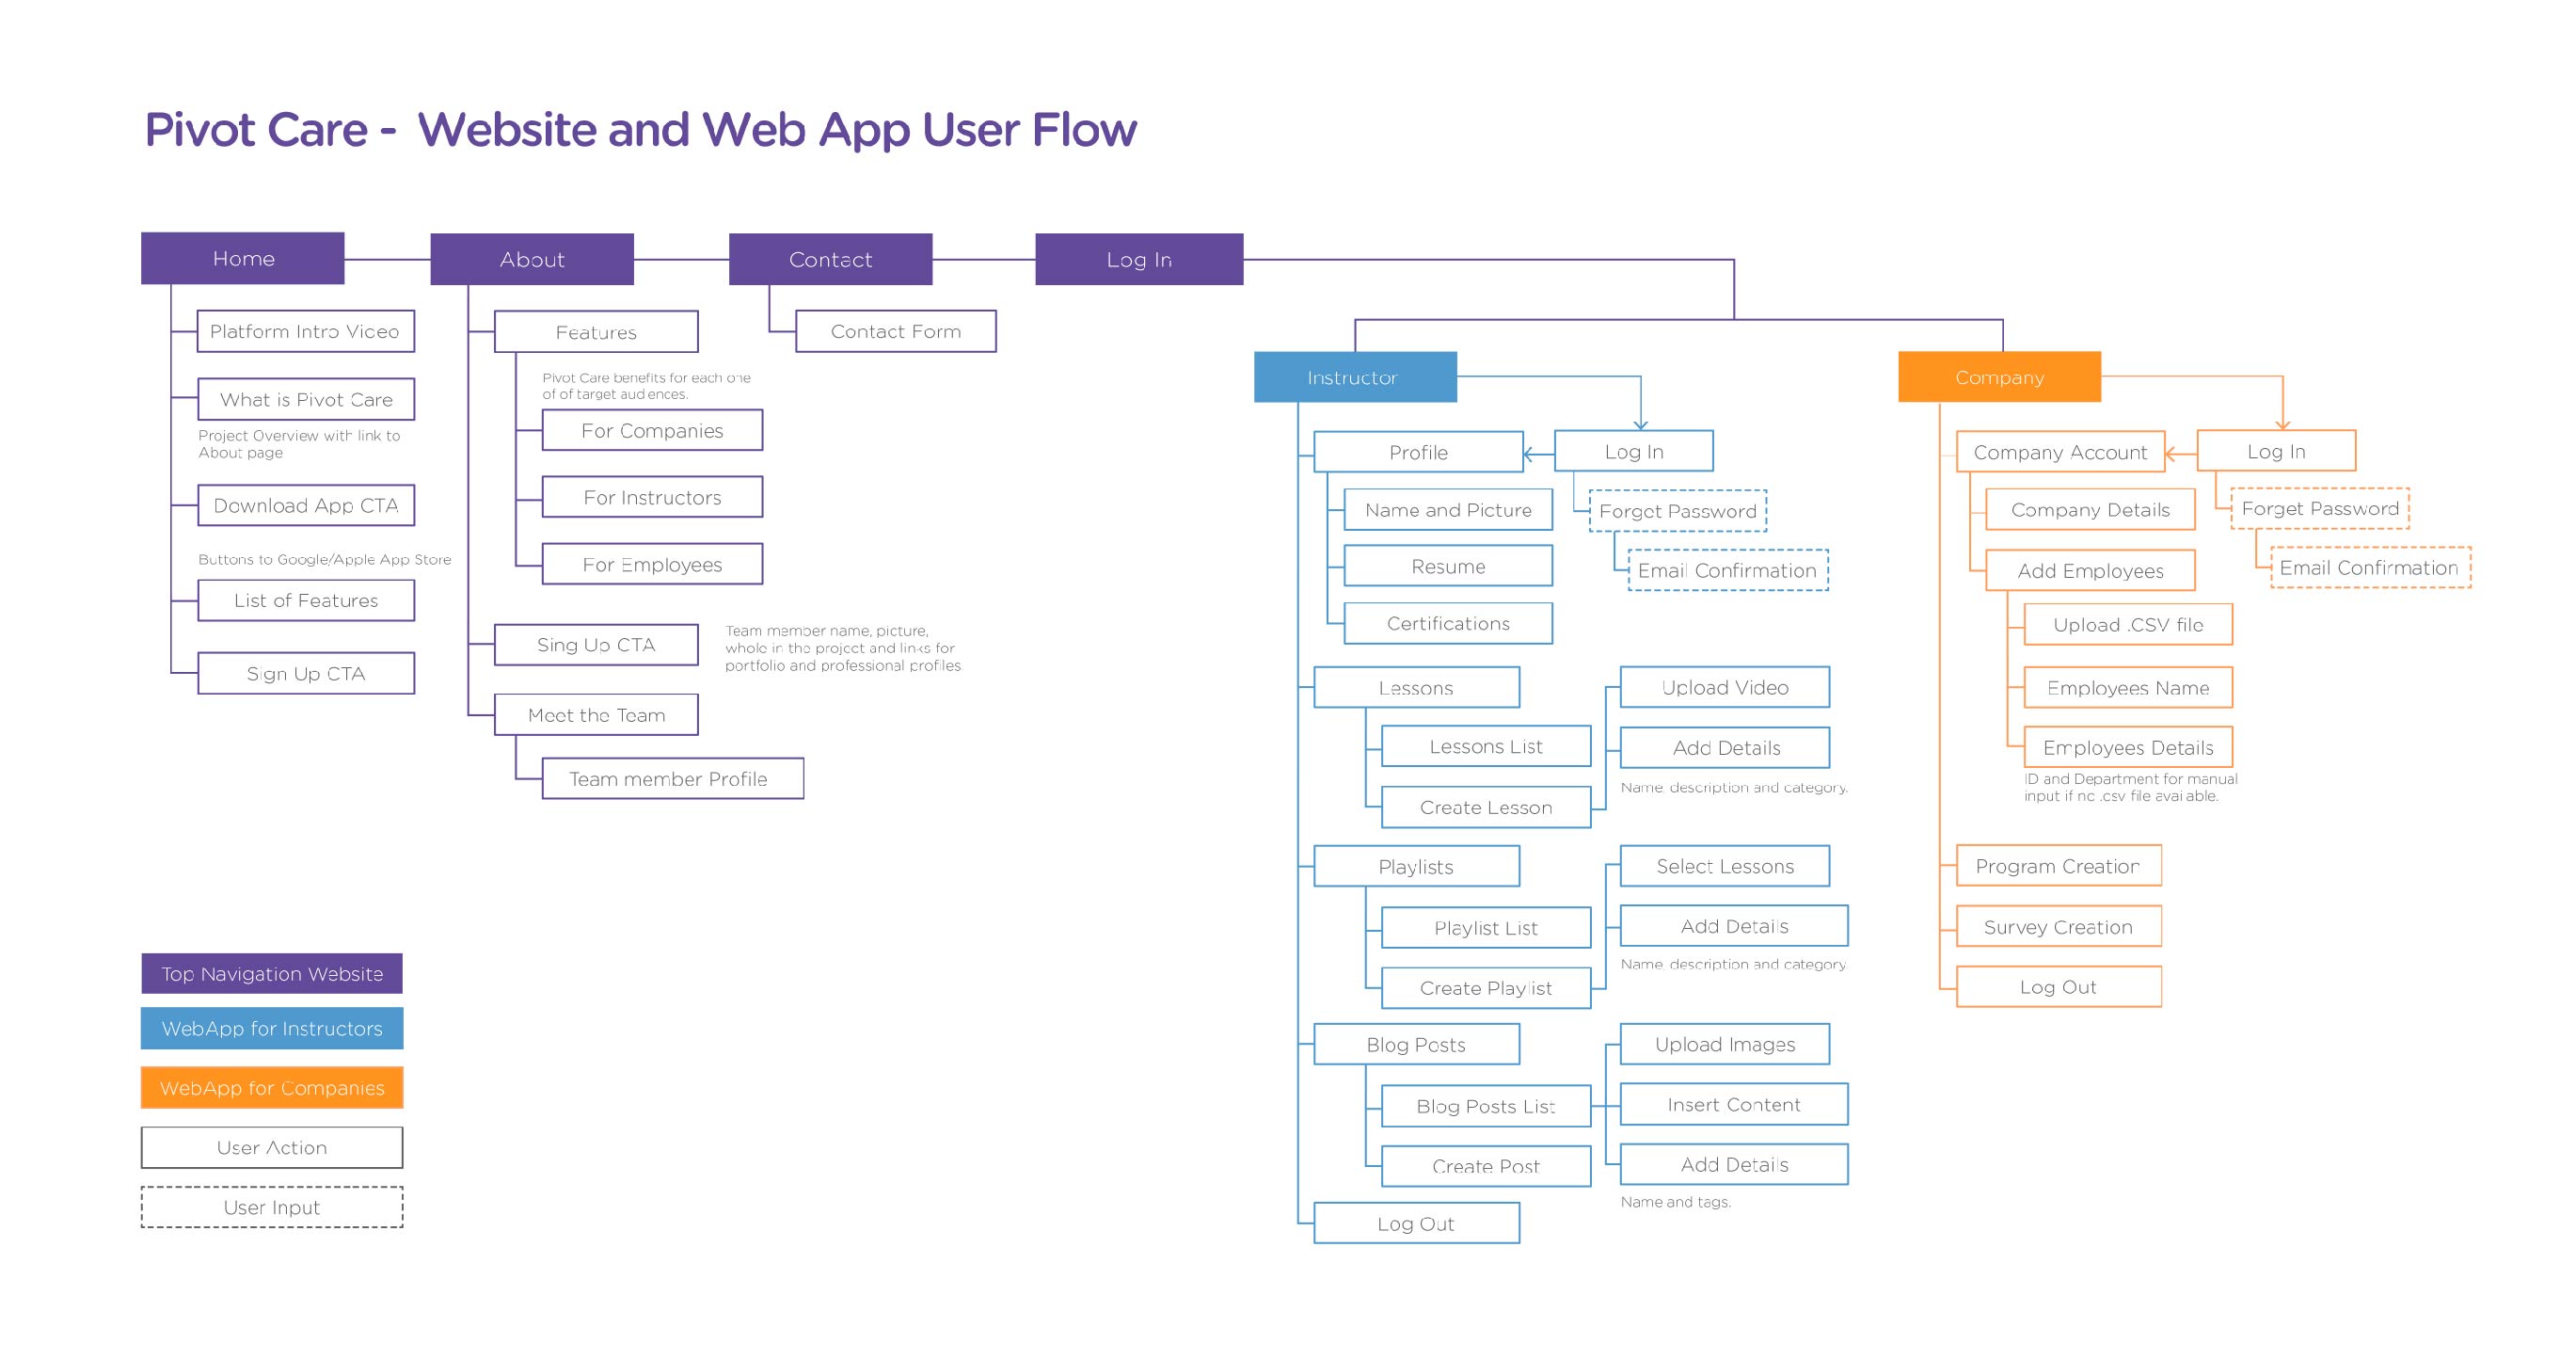 Pivot Care - Website and Web App User Flow
Home
About
Contact
Log In
Platform Intro Video
What is Pivot Care
Project Overview with link to
About page
Download App CTA
Buttons to Google/Apple App Store
List of Features
Sign Up CTA
Features
Pivot Care benefits for each one
of of target audiences.
For Companies
For Instructors
For Employees
Sing Up CTA
Team member name, picture,
whole in the project and links for
portfolio and professional profiles
Meet the Team
Team member Profile
Contact Form
Instructor
Profile
Log In
Name and Picture
Forget Password
Resume
Email Confirmation
Certifications
Lessons
Upload Video
Lessons List
Add Details
Name, description and category.
Create Lesson
Playlists
Select Lessons
Playlist List
Add Details
Name, description and category
Create Playlist
Blog Posts
Upload Images
Blog Posts List
Insert Content
Create Post
Add Details
Name and tags.
Log Out
Company
Company Account
Log In
Company Details
Forget Password
Add Employees
Email Confirmation
Upload .CSV file
Employees Name
Employees Details
ID and Department for manual
input if no .csv file available.
Program Creation
Survey Creation
Log Out
Top Navigation Website
WebApp for Instructors
WebApp for Companies
User Action
User Input